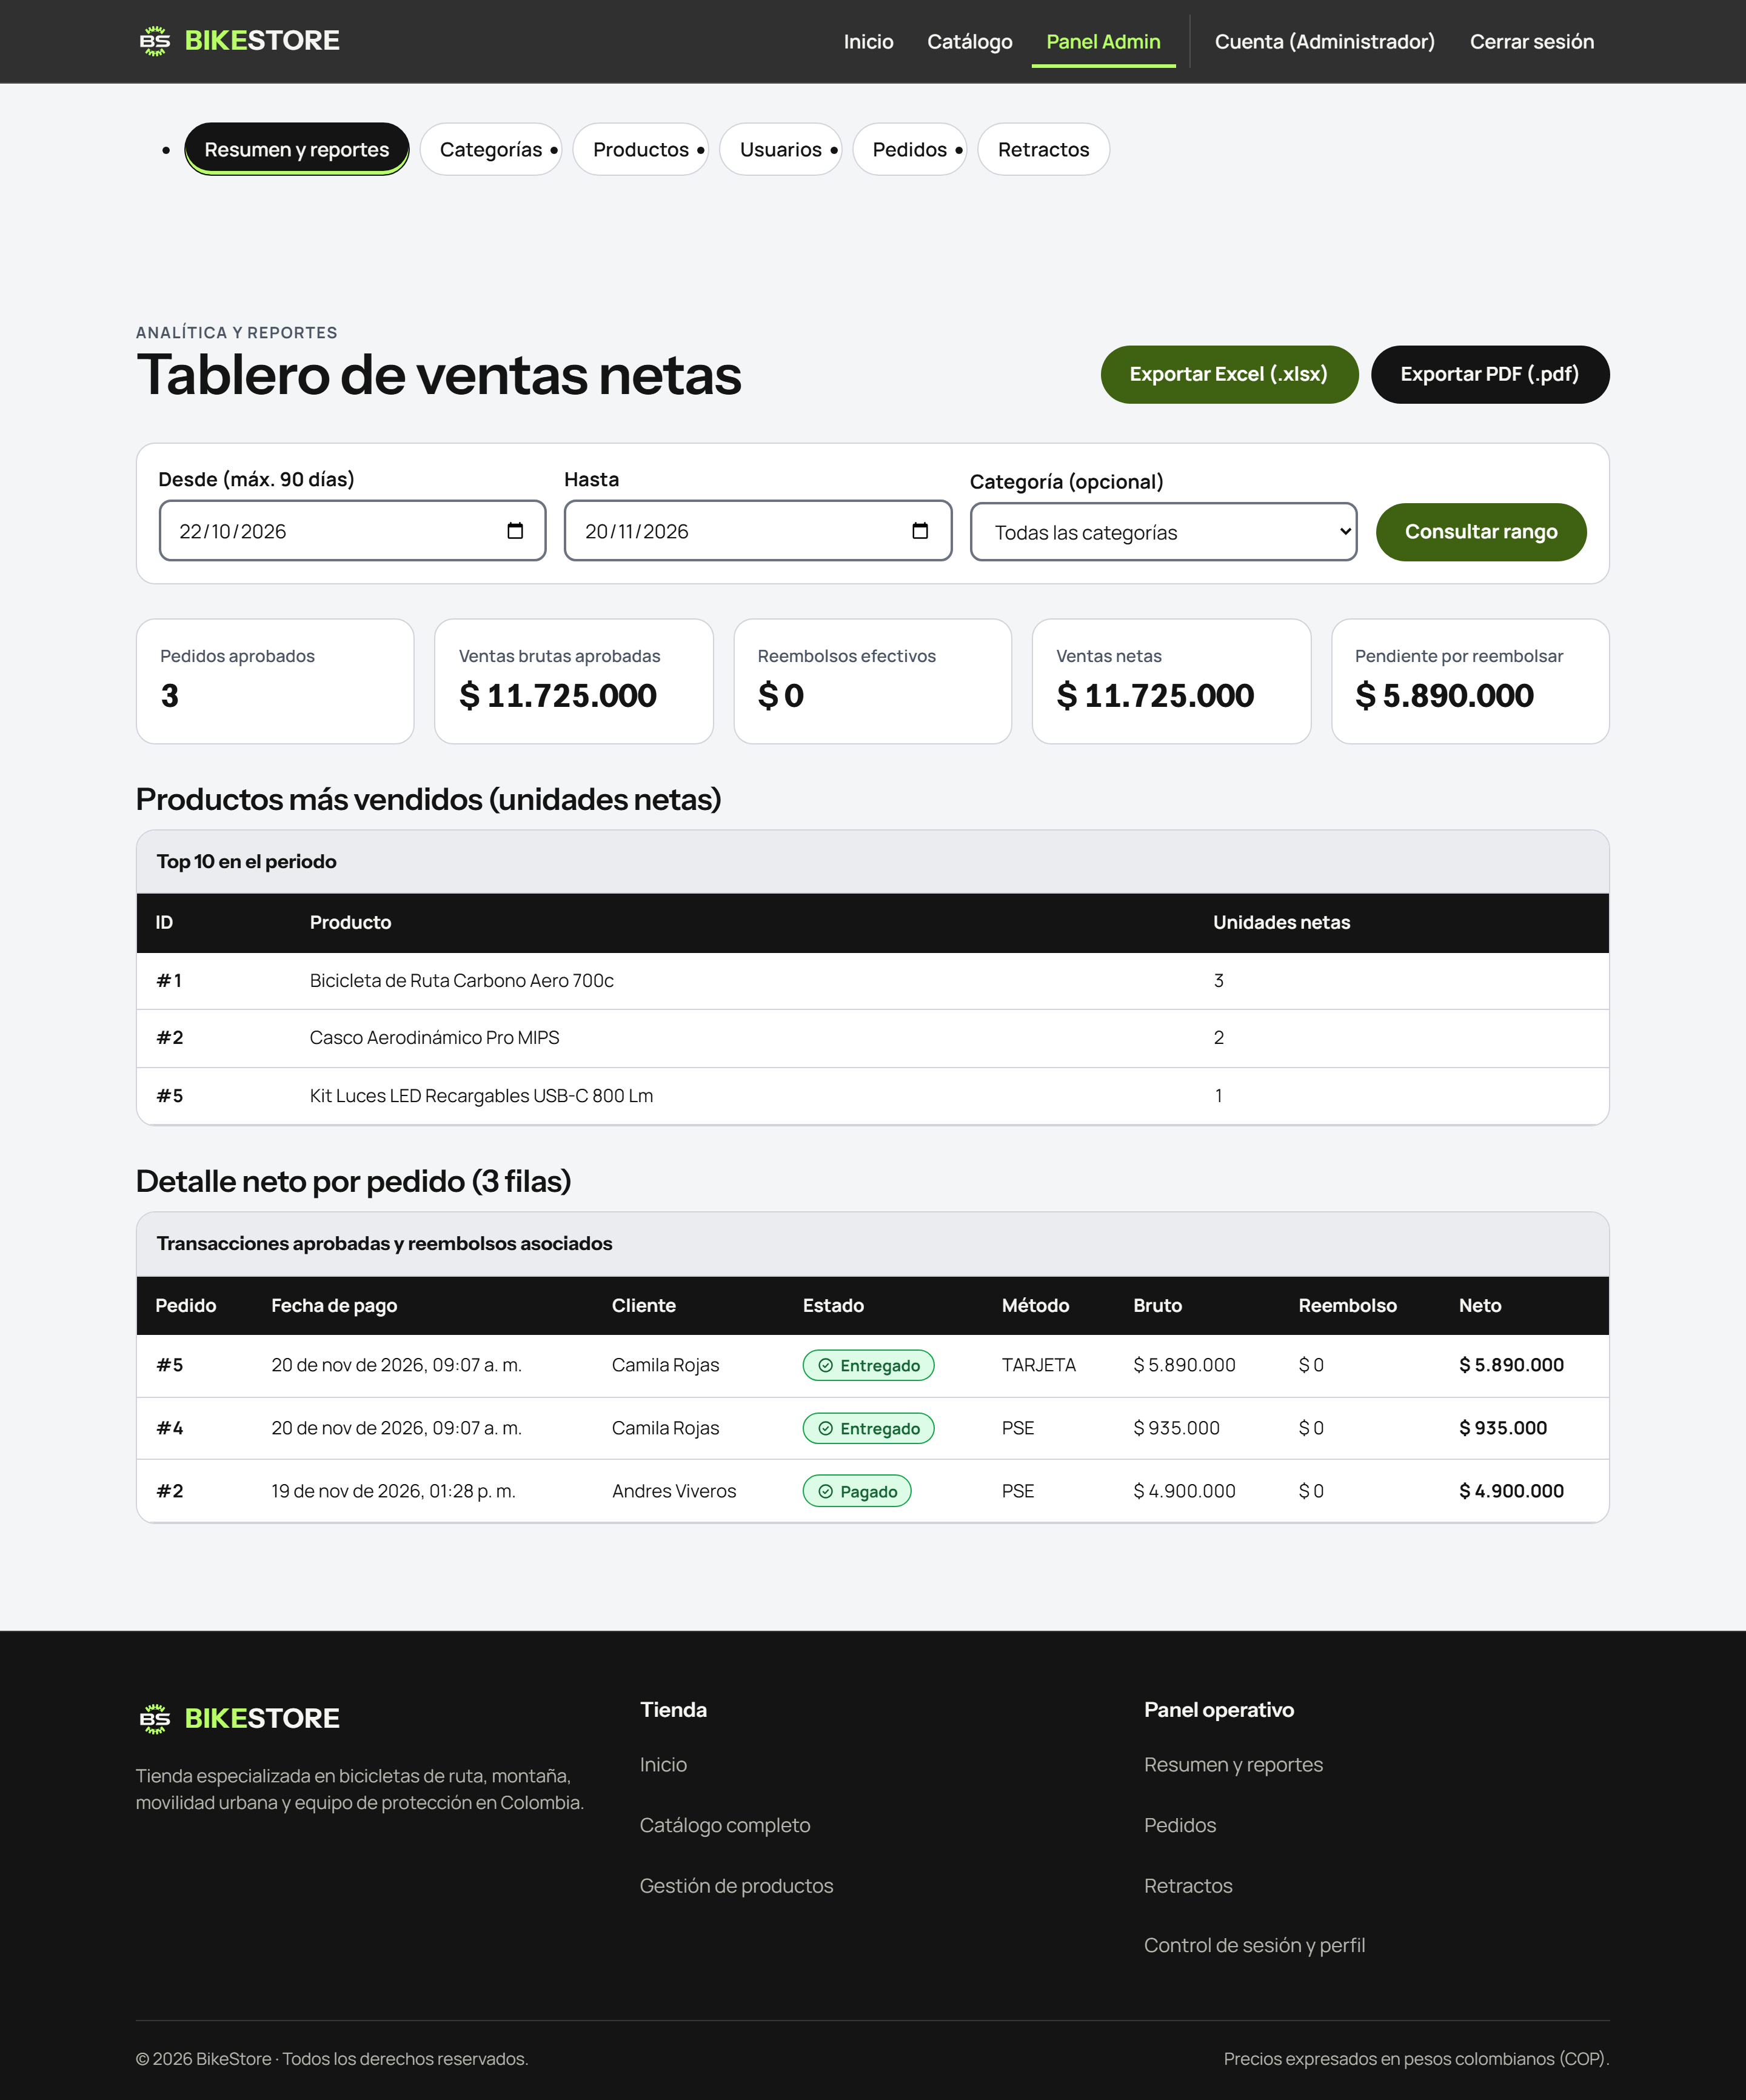 BS BIKESTORE
Inicio Catálogo Panel Admin Cuenta (Administrador) Cerrar sesión
• Resumen y reportes Categorías • Productos • Usuarios • Pedidos • Retractos
ANALÍTICA Y REPORTES
Tablero de ventas netas
Exportar Excel (.xlsx) Exportar PDF (.pdf)
Desde (máx. 90 días) Hasta Categoría (opcional)
22/10/2026 20/11/2026 Todas las categorías Consultar rango
Pedidos aprobados Ventas brutas aprobadas Reembolsos efectivos Ventas netas Pendiente por reembolsar
3 $ 11.725.000 $ 0 $ 11.725.000 $ 5.890.000
Productos más vendidos (unidades netas)
Top 10 en el periodo
ID Producto Unidades netas
#1 Bicicleta de Ruta Carbono Aero 700c 3
#2 Casco Aerodinámico Pro MIPS 2
#5 Kit Luces LED Recargables USB-C 800 Lm 1
Detalle neto por pedido (3 filas)
Transacciones aprobadas y reembolsos asociados
Pedido Fecha de pago Cliente Estado Método Bruto Reembolso Neto
#5 20 de nov de 2026, 09:07 a. m. Camila Rojas Entregado TARJETA $ 5.890.000 $ 0 $ 5.890.000
#4 20 de nov de 2026, 09:07 a. m. Camila Rojas Entregado PSE $ 935.000 $ 0 $ 935.000
#2 19 de nov de 2026, 01:28 p. m. Andres Viveros Pagado PSE $ 4.900.000 $ 0 $ 4.900.000
BS BIKESTORE
Tienda especializada en bicicletas de ruta, montaña,
movilidad urbana y equipo de protección en Colombia.
Tienda
Inicio
Catálogo completo
Gestión de productos
Panel operativo
Resumen y reportes
Pedidos
Retractos
Control de sesión y perfil
© 2026 BikeStore · Todos los derechos reservados.
Precios expresados en pesos colombianos (COP).